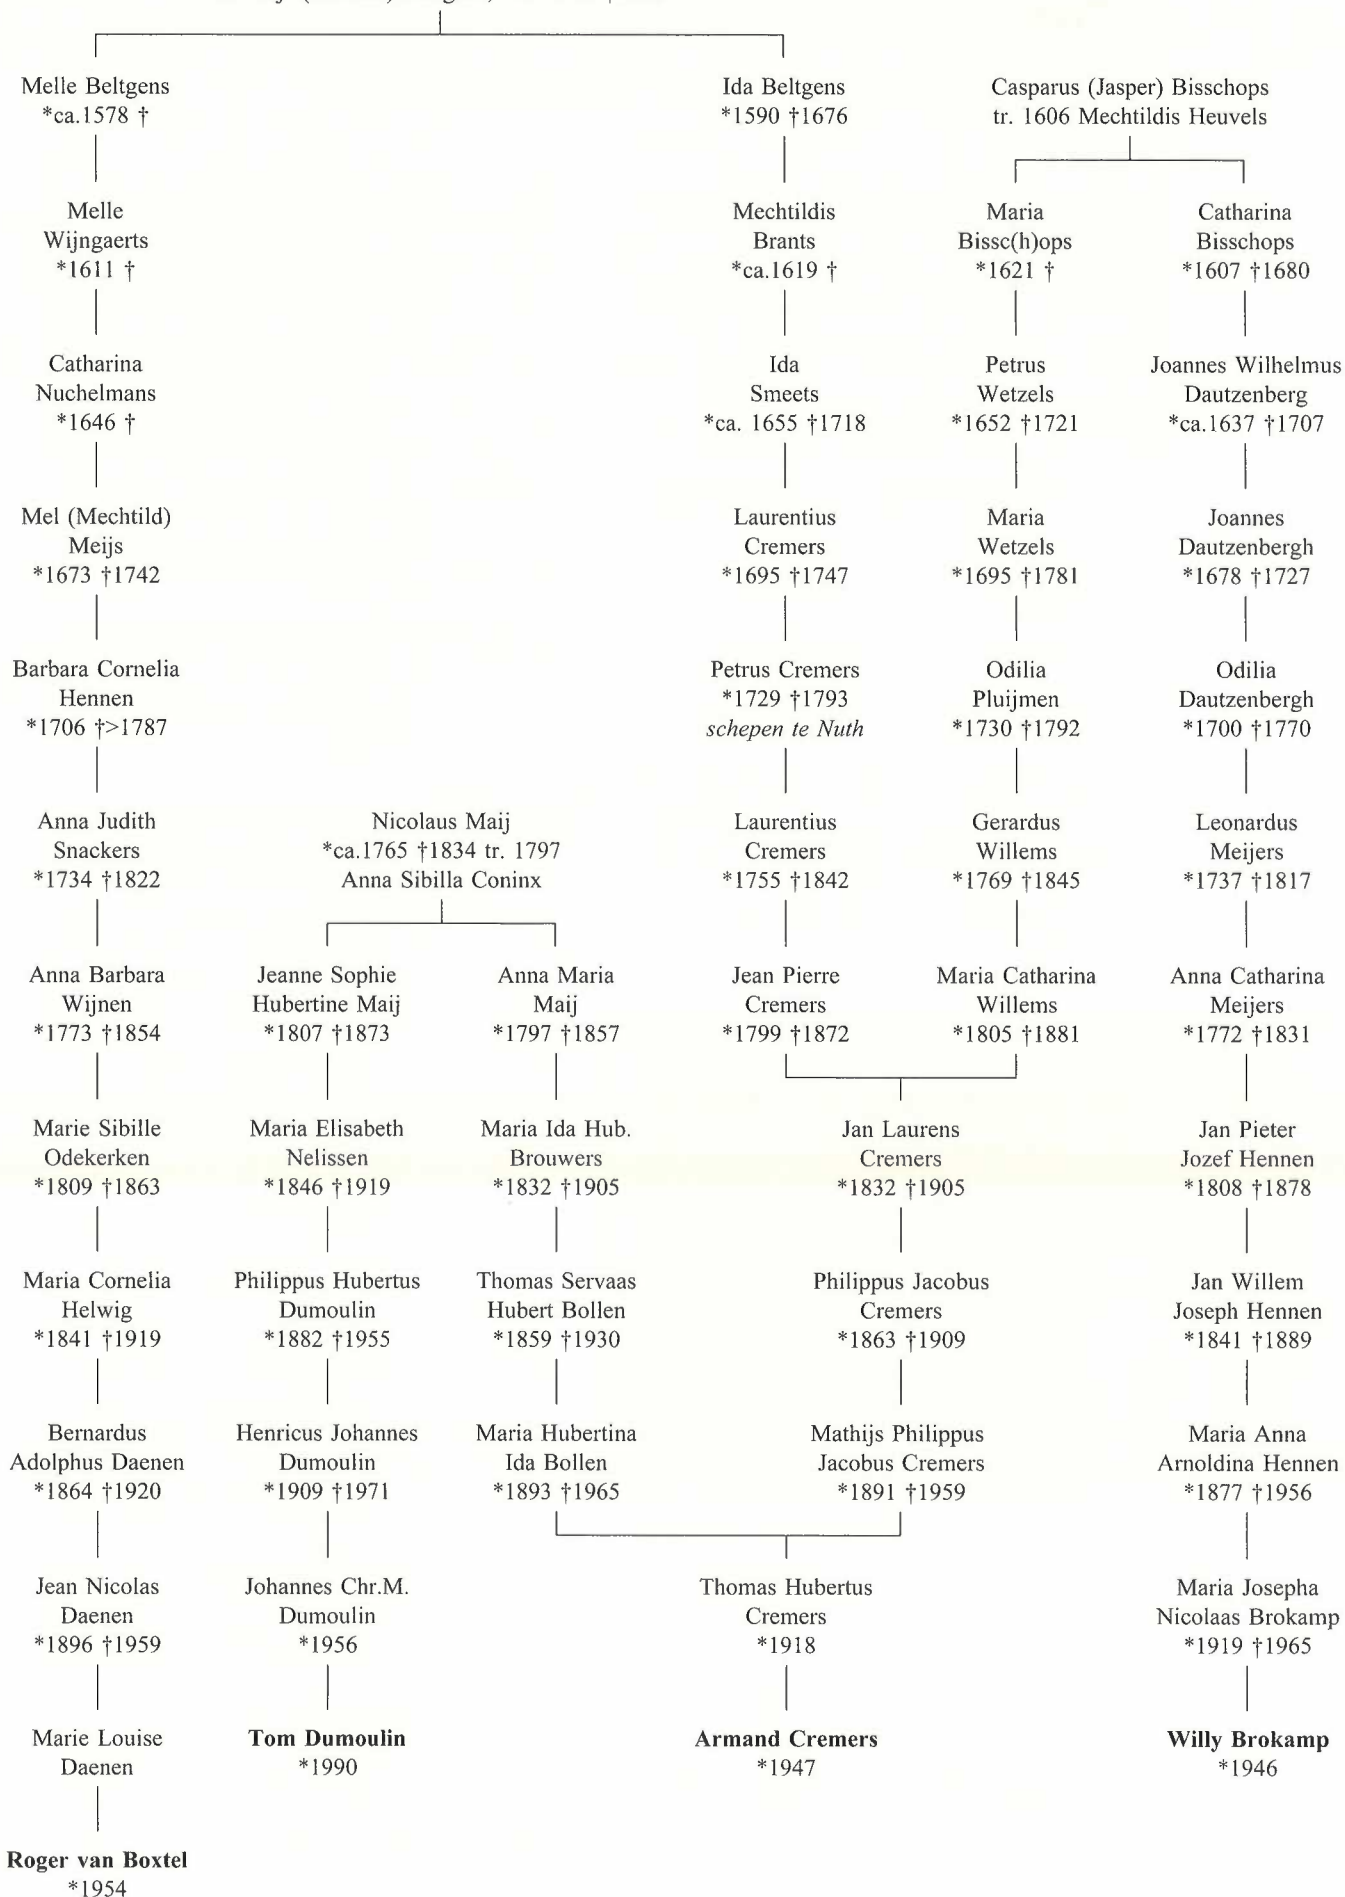 Melle Beltgens
*ca.1578 †
Ida Beltgens
*1590 †1676
Casparus (Jasper) Bisschops
tr. 1606 Mechtildis Heuvels
Melle
Wijngaerts
*1611 †
Mechtildis
Brants
*ca.1619 †
Maria
Bissc(h)ops
*1621 †
Catharina
Bisschops
*1607 †1680
Catharina
Nuchelmans
*1646 †
Ida
Smeets
*ca. 1655 †1718
Petrus
Wetzels
*1652 †1721
Joannes Wilhelmus
Dautzenberg
*ca.1637 †1707
Mel (Mechtild)
Meijs
*1673 †1742
Laurentius
Cremers
*1695 †1747
Maria
Wetzels
*1695 †1781
Joannes
Dautzenbergh
*1678 †1727
Barbara Cornelia
Hennen
*1706 †>1787
Petrus Cremers
*1729 †1793
schepen te Nuth
Odilia
Pluijmen
*1730 †1792
Odilia
Dautzenbergh
*1700 †1770
Anna Judith
Snackers
*1734 †1822
Nicolaus Maij
*ca.1765 †1834 tr. 1797
Anna Sibilla Coninx
Laurentius
Cremers
*1755 †1842
Gerardus
Willems
*1769 †1845
Leonardus
Meijers
*1737 †1817
Anna Barbara
Wijnen
*1773 †1854
Jeanne Sophie
Hubertine Maij
*1807 †1873
Anna Maria
Maij
*1797 †1857
Jean Pierre
Cremers
*1799 †1872
Maria Catharina
Willems
*1805 †1881
Anna Catharina
Meijers
*1772 †1831
Marie Sibille
Odekerken
*1809 †1863
Maria Elisabeth
Nelissen
*1846 †1919
Maria Ida Hub.
Brouwers
*1832 †1905
Jan Laurens
Cremers
*1832 †1905
Jan Pieter
Jozef Hennen
*1808 †1878
Maria Cornelia
Helwig
*1841 †1919
Philippus Hubertus
Dumoulin
*1882 †1955
Thomas Servaas
Hubert Bollen
*1859 †1930
Philippus Jacobus
Cremers
*1863 †1909
Jan Willem
Joseph Hennen
*1841 †1889
Bernardus
Adolphus Daenen
*1864 †1920
Henricus Johannes
Dumoulin
*1909 †1971
Maria Hubertina
Ida Bollen
*1893 †1965
Mathijs Philippus
Jacobus Cremers
*1891 †1959
Maria Anna
Arnoldina Hennen
*1877 †1956
Jean Nicolas
Daenen
*1896 †1959
Johannes Chr.M.
Dumoulin
*1956
Thomas Hubertus
Cremers
*1918
Maria Josepha
Nicolaas Brokamp
*1919 †1965
Marie Louise
Daenen
Tom Dumoulin
*1990
Armand Cremers
*1947
Willy Brokamp
*1946
Roger van Boxtel
*1954